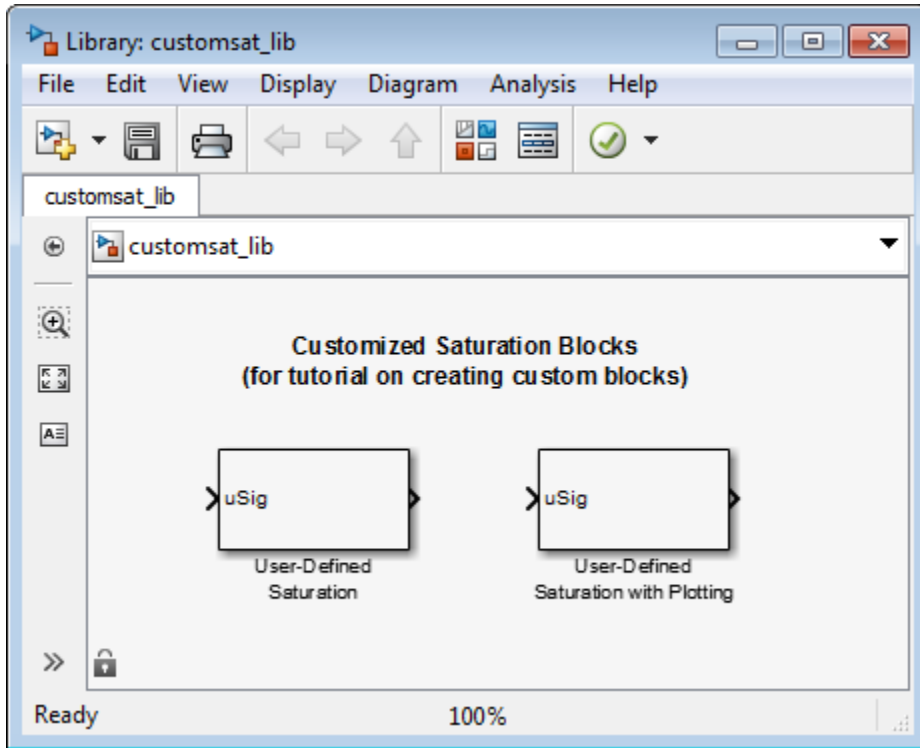 Library: customsat_lib
File Edit View Display Diagram Analysis Help
customsat_lib
customsat_lib
Customized Saturation Blocks
(for tutorial on creating custom blocks)
uSig
User-Defined
Saturation
uSig
User-Defined
Saturation with Plotting
Ready 100%